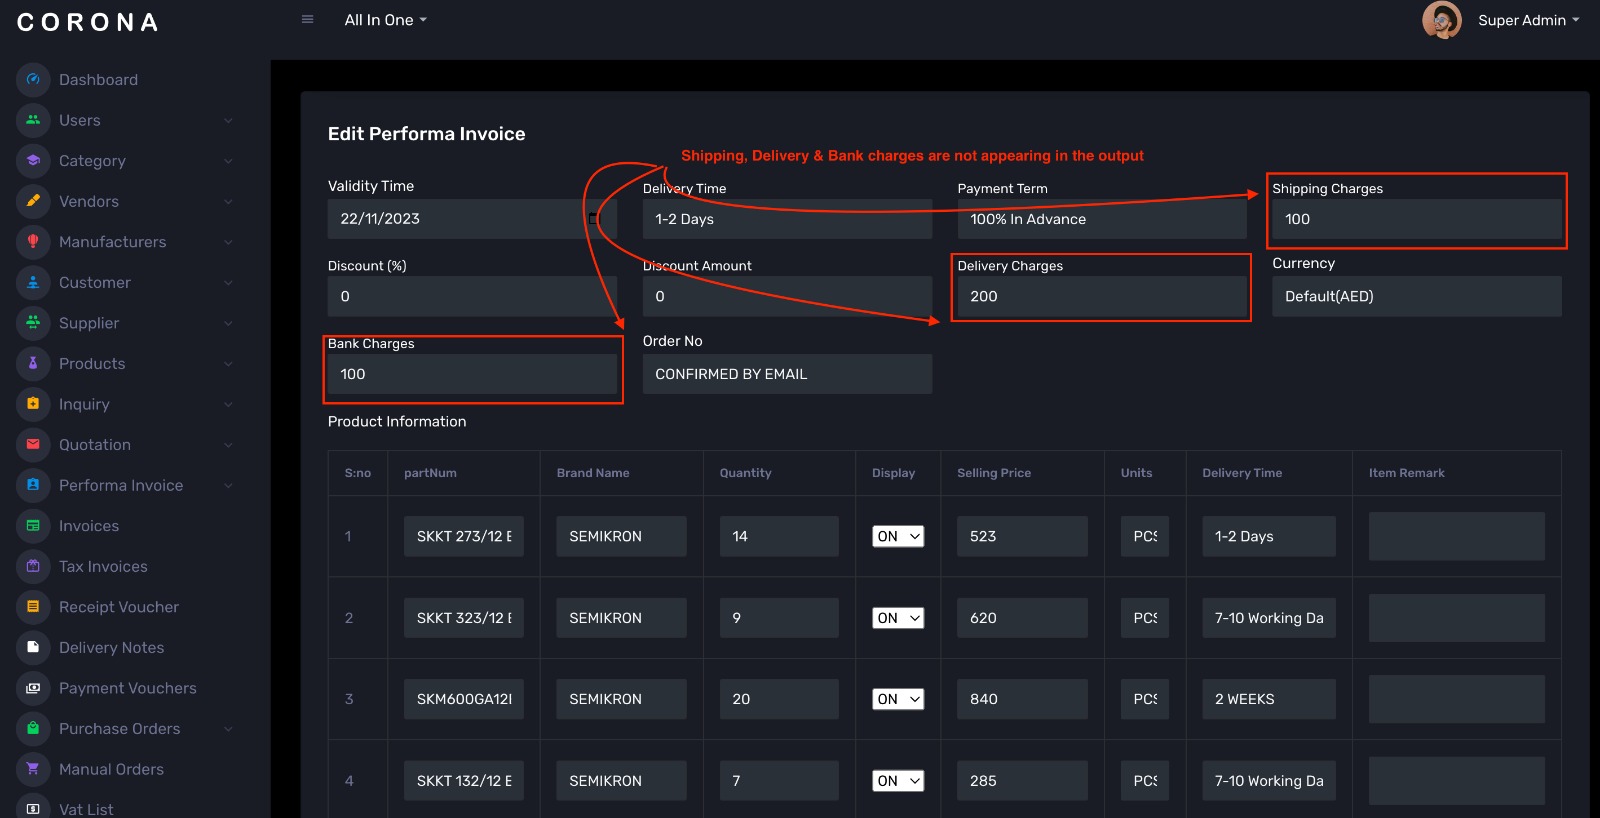 CORONA
All In One
Super Admin
Dashboard
Users
Category
Vendors
Manufacturers
Customer
Supplier
Products
Inquiry
Quotation
Performa Invoice
Invoices
Tax Invoices
Receipt Voucher
Delivery Notes
Payment Vouchers
Purchase Orders
Manual Orders
Vat List
Edit Performa Invoice
Shipping, Delivery & Bank charges are not appearing in the output
Validity Time Delivery Time Payment Term Shipping Charges
22/11/2023 1-2 Days 100% In Advance 100
Discount (%) Discount Amount Delivery Charges Currency
0 0 200 Default(AED)
Bank Charges Order No
100 CONFIRMED BY EMAIL
Product Information
S:no partNum Brand Name Quantity Display Selling Price Units Delivery Time Item Remark
1 SKKT 273/12 E SEMIKRON 14 ON 523 PCS 1-2 Days
2 SKKT 323/12 E SEMIKRON 9 ON 620 PCS 7-10 Working Da
3 SKM600GA12 SEMIKRON 20 ON 840 PCS 2 WEEKS
4 SKKT 132/12 E SEMIKRON 7 ON 285 PCS 7-10 Working Da